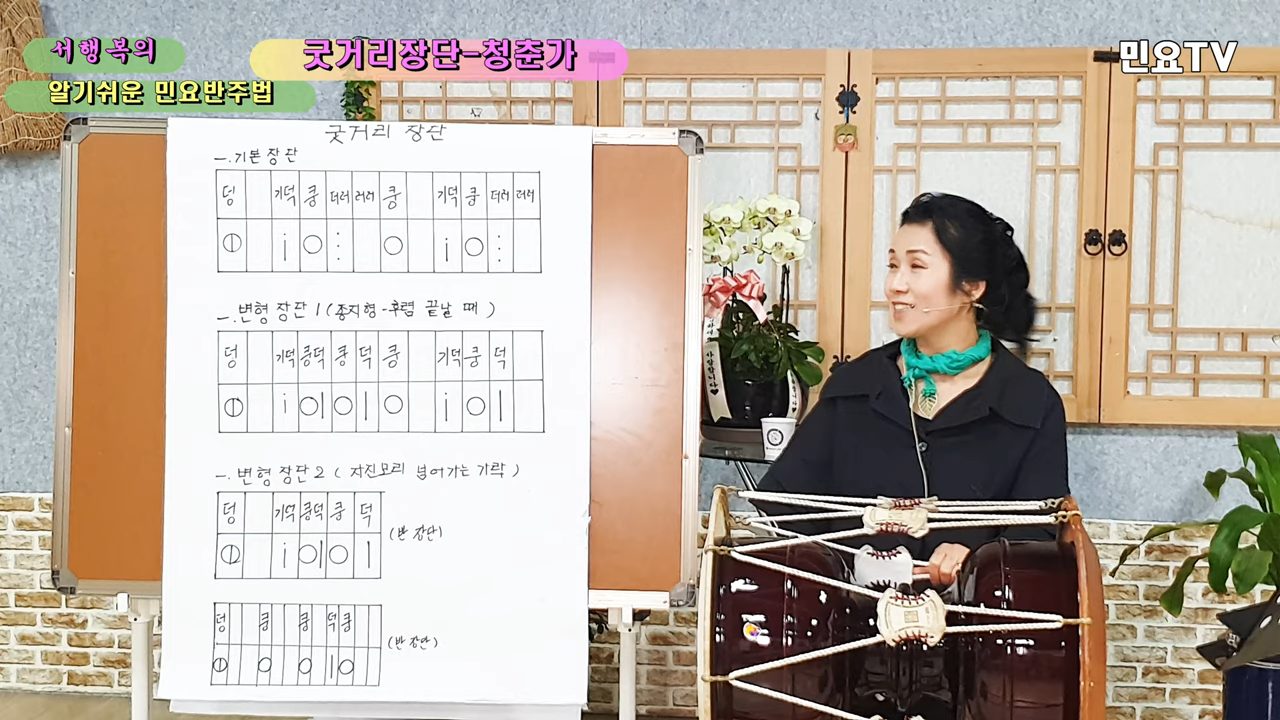 서행복의
굿거리장단-청춘가
민요TV
알기쉬운 민요반주법
굿거리 장단
一. 기본장단
덩 기덕 쿵 더러 러러 쿵 기덕 쿵 더러 러러
一. 변형 장단 1 (종지형-후렴 끝날 때)
덩 기덕 쿵덕 쿵 덕 쿵 기덕 쿵 덕
一. 변형 장단 2 ( 자진모리 넘어가는 가락 )
덩 기덕 쿵덕 쿵 덕
(반 장단)
덩 쿵 쿵 덕 쿵
(반 장단)